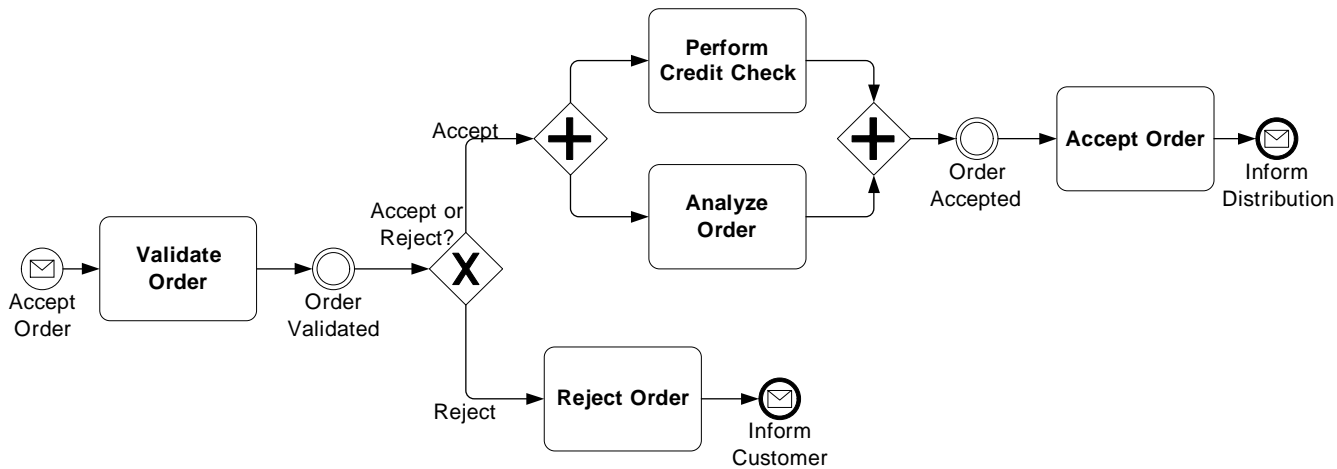 Perform
Credit Check
Accept
Accept Order
Order
Accepted
Inform
Distribution
Analyze
Order
Accept or
Reject?
Validate
Order
X
Accept
Order
Order
Validated
Reject
Reject Order
Inform
Customer